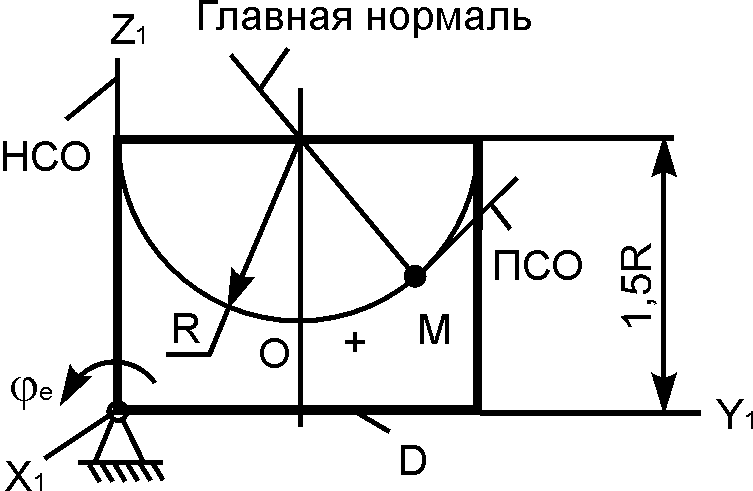 Главная нормаль
Z1
НСО
ПСО
1,5R
R
O
+
M
φe
X1
D
Y1